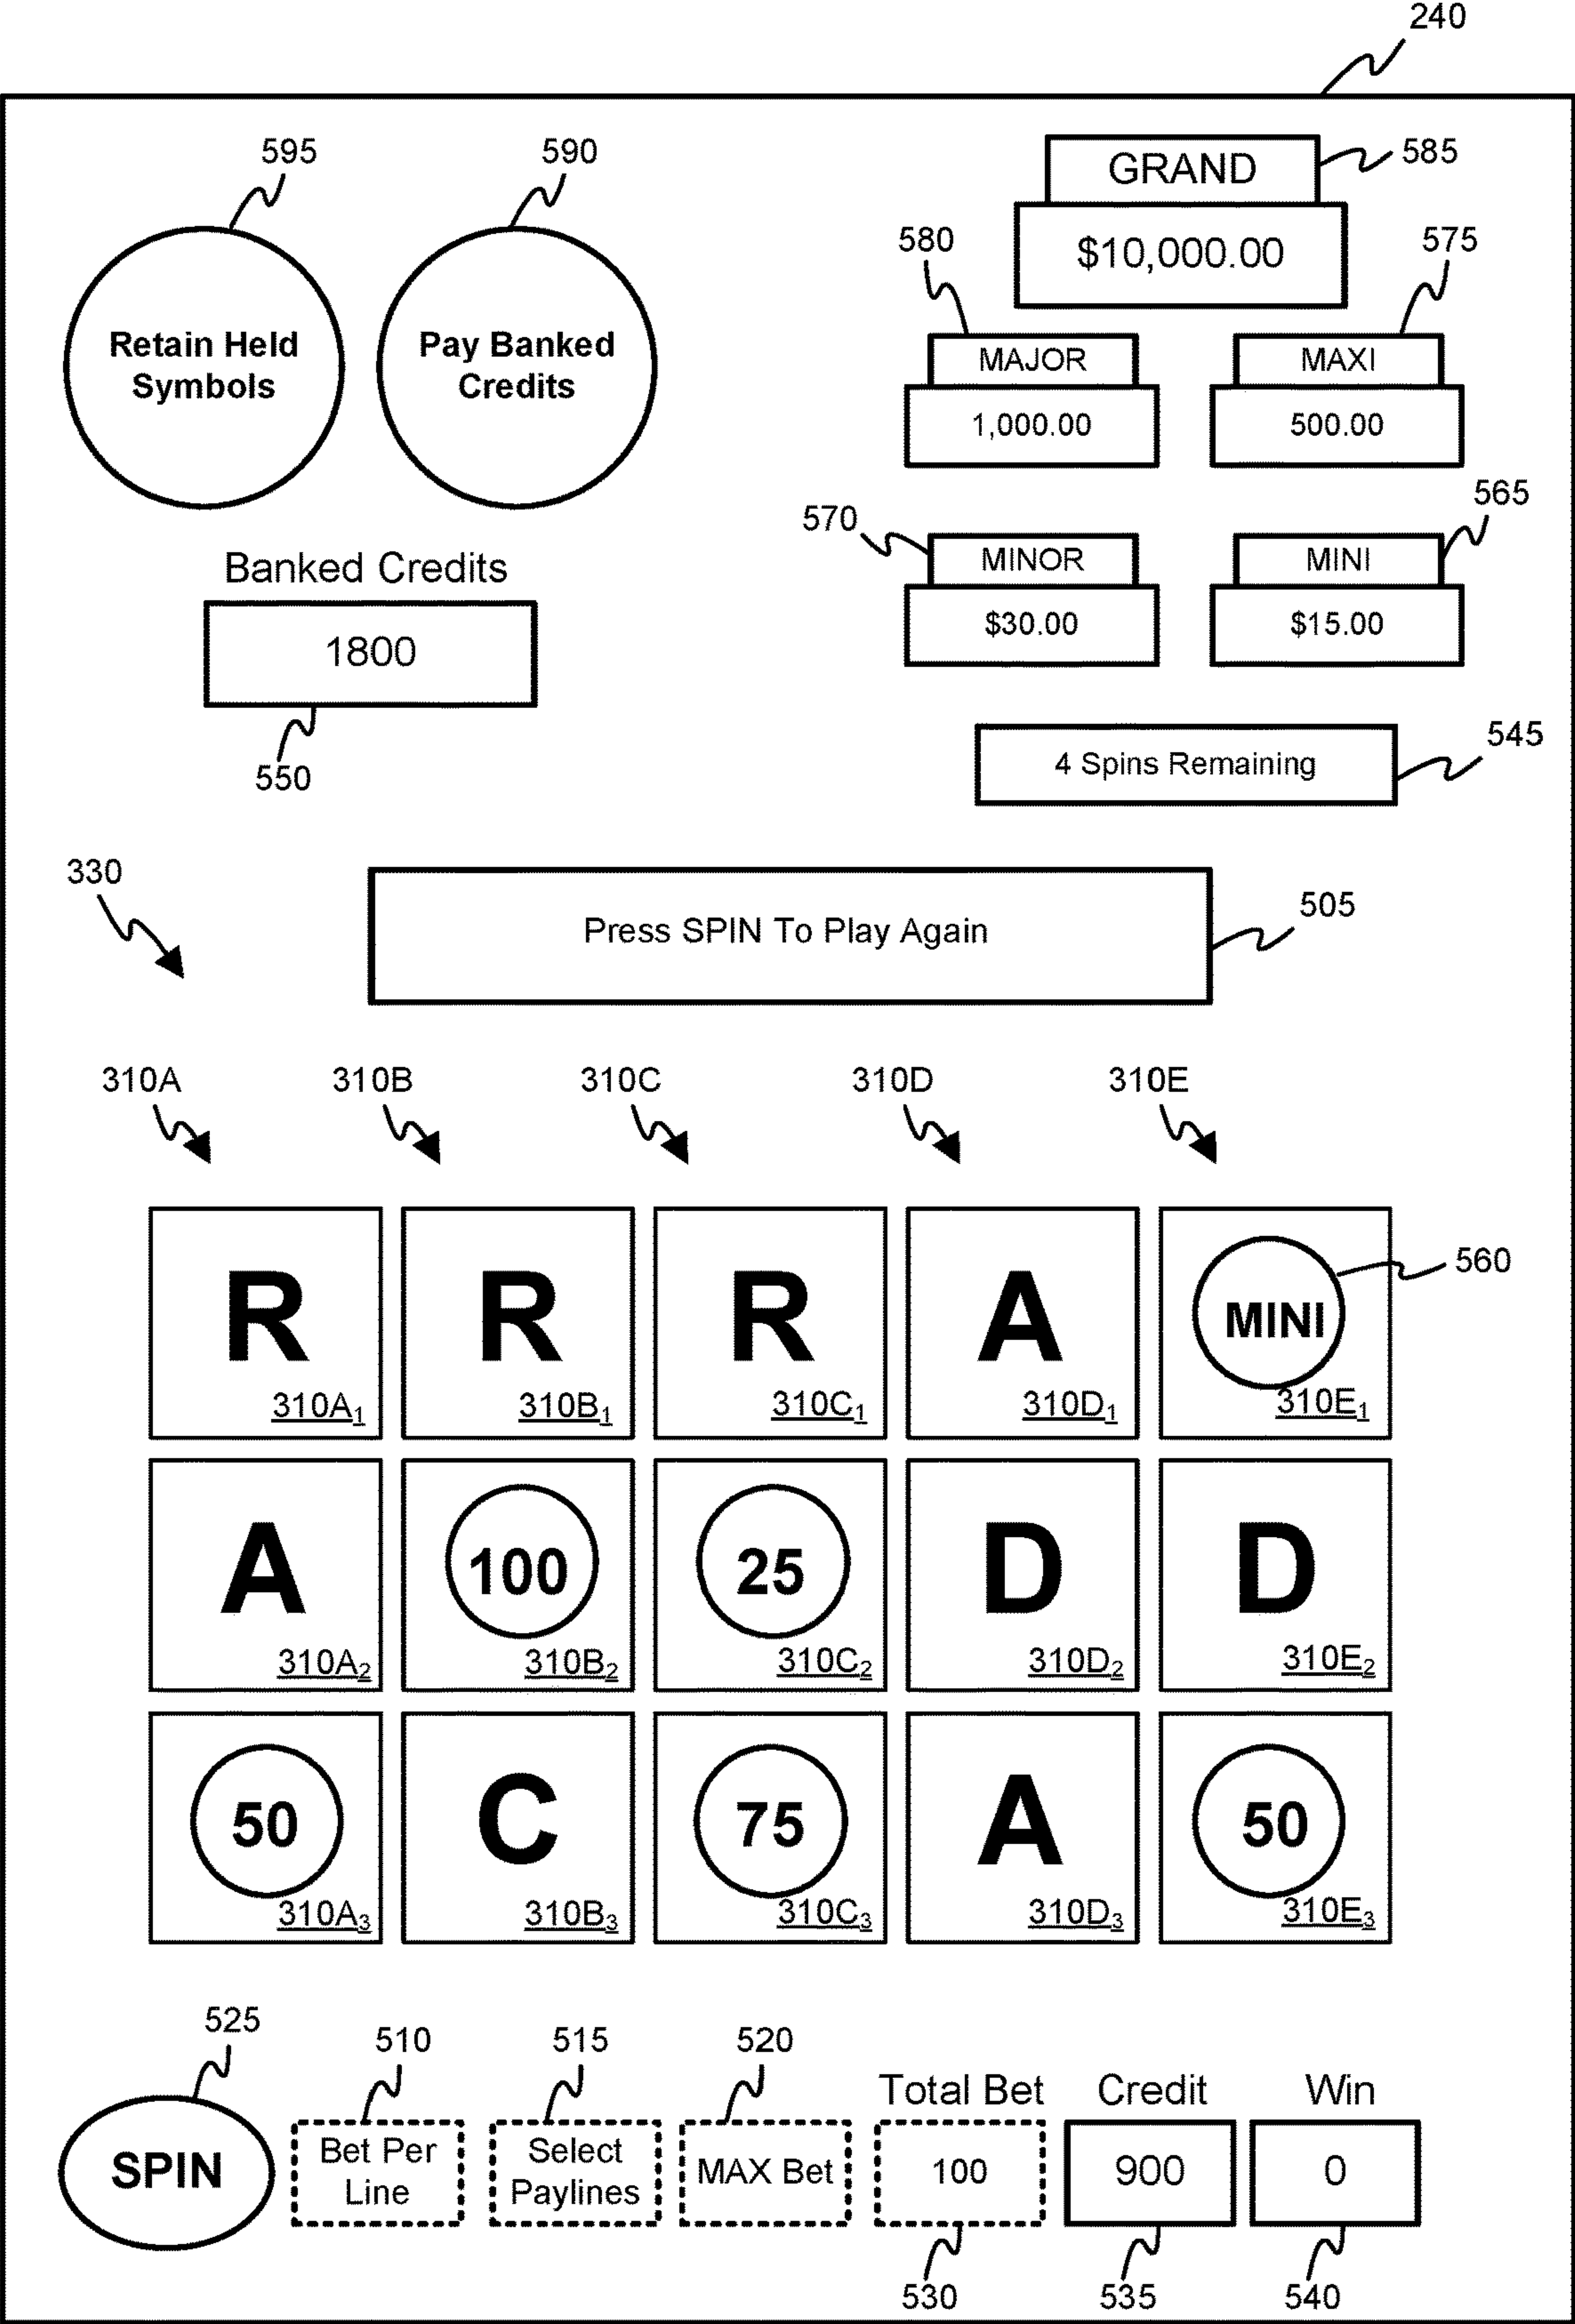 240
595
590
GRAND
585
$10,000.00
580
575
Retain Held
Symbols
Pay Banked
Credits
MAJOR
MAXI
1,000.00
500.00
565
570
MINOR
MINI
Banked Credits
$30.00
$15.00
1800
550
545
4 Spins Remaining
330
505
Press SPIN To Play Again
310A 310B 310C 310D 310E
R R R A MINI
560
310A1 310B1 310C1 310D1 310E1
A 100 25 D D
310A2 310B2 310C2 310D2 310E2
50 C 75 A 50
310A3 310B3 310C3 310D3 310E3
525
510
515
520
Total Bet Credit Win
SPIN
Bet Per
Line
Select
Paylines
MAX Bet
100
900
0
530
535
540